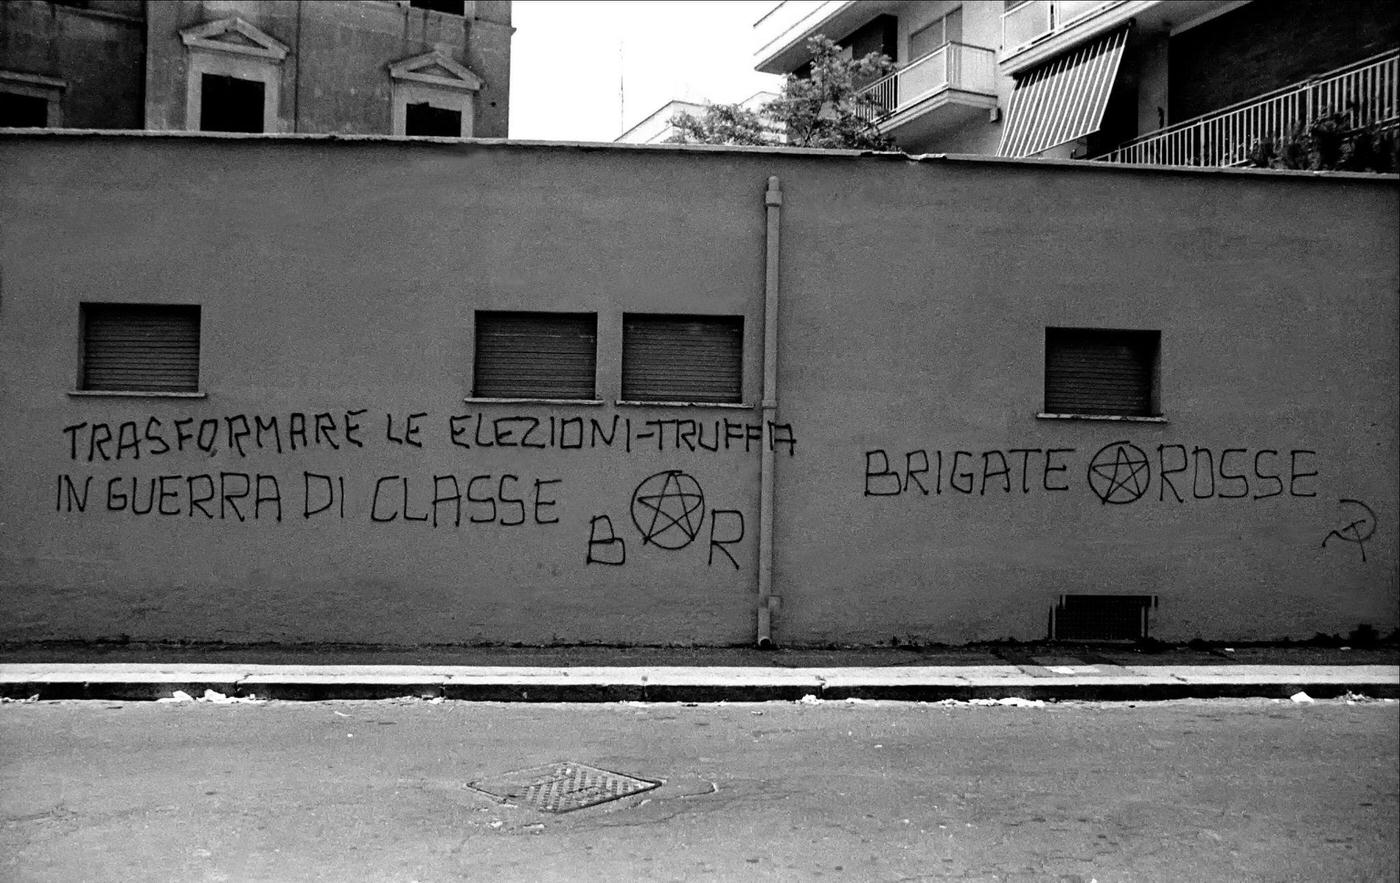 TRASFORMARE LE ELEZIONI-TRUFFA
IN GUERRA DI CLASSE
B R
BRIGATE ROSSE